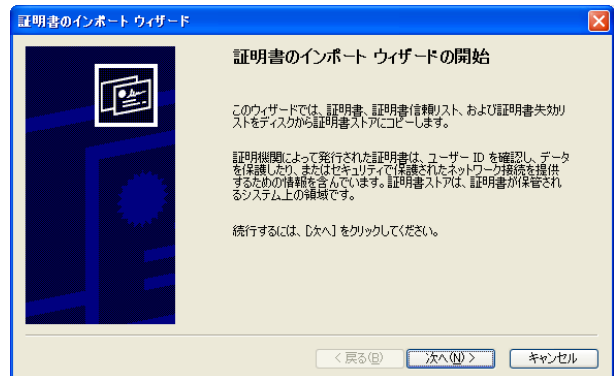 証明書のインポート ウィザード
証明書のインポート ウィザードの開始
このウィザードでは、証明書、証明書信頼リスト、および証明書失効リ
ストをディスクから証明書ストアにコピーします。
証明機関によって発行された証明書は、ユーザー ID を確認し、データ
を保護したり、またはセキュリティで保護されたネットワーク接続を提供
するための情報を含んでいます。証明書ストアは、証明書が保管され
るシステム上の領域です。
続行するには、[次へ] をクリックしてください。
< 戻る(B) 次へ(N) > キャンセル